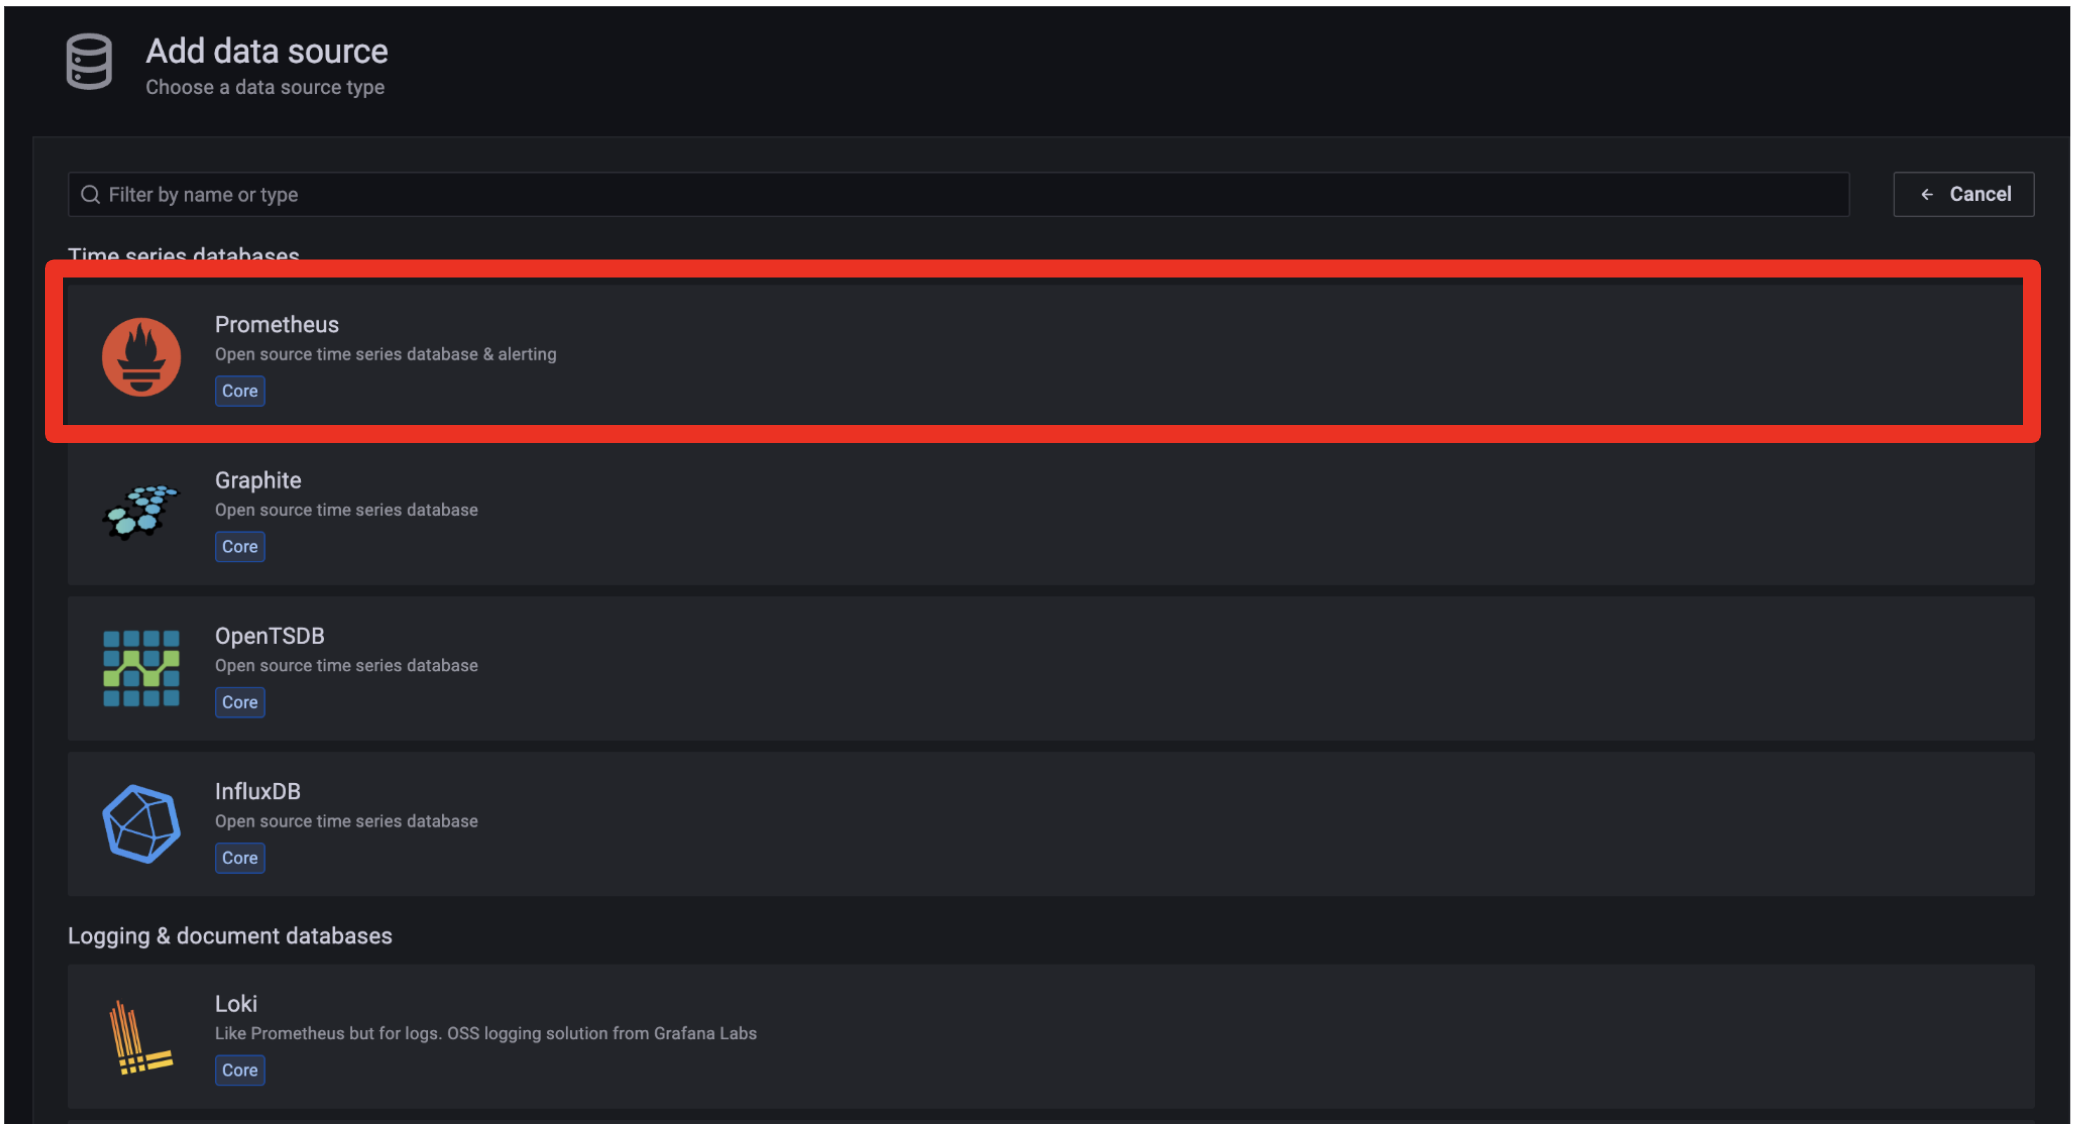 Add data source
Choose a data source type
Filter by name or type
Cancel
Time series databases
Prometheus
Open source time series database & alerting
Core
Graphite
Open source time series database
Core
OpenTSDB
Open source time series database
Core
InfluxDB
Open source time series database
Core
Logging & document databases
Loki
Like Prometheus but for logs. OSS logging solution from Grafana Labs
Core